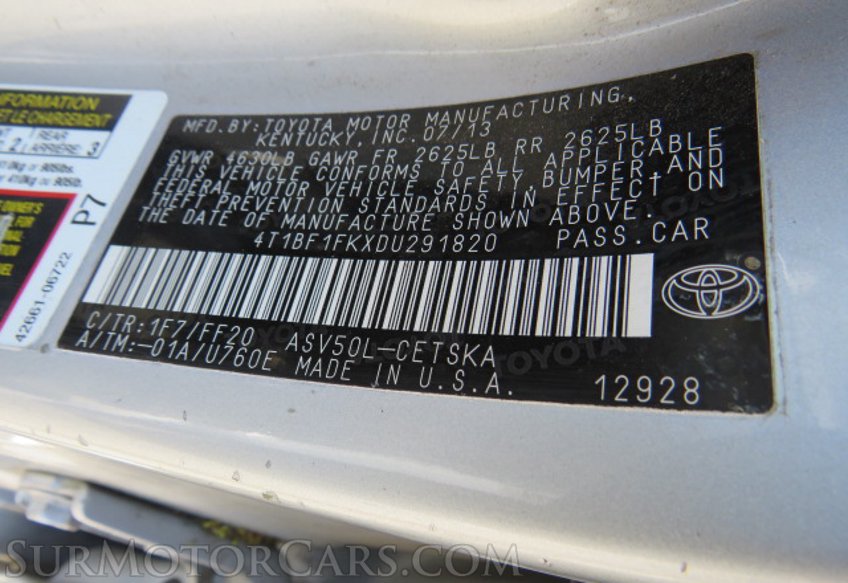 MFD.BY:TOYOTA MOTOR MANUFACTURING,
KENTUCKY, INC. 07/13
GVWR 4630LB GAWR FR 2625LB RR 2625LB
THIS VEHICLE CONFORMS TO ALL APPLICABLE
FEDERAL MOTOR VEHICLE SAFETY,BUMPER,AND
THEFT PREVENTION STANDARDS IN EFFECT ON
THE DATE OF MANUFACTURE SHOWN ABOVE.
4T1BF1FKXDU291820 PASS.CAR
C/TR:1F7/FF20 ASV50L-CETSKA
A/TM:-01A/U760E MADE IN U.S.A.
12928
REAR
2 ARRIÈRE 3
P7
42661-06722
SurMotorCars.com